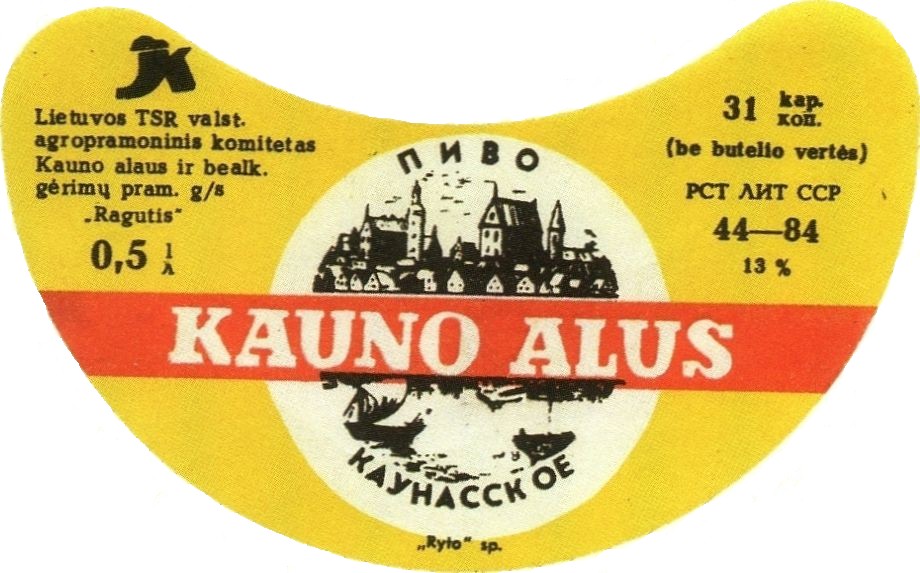 Lietuvos TSR valst.
agropramoninis komitetas
Kauno alaus ir bealk.
gėrimų pram. g/s
„Ragutis“
0,5 l
л
31 kap.
коп.
(be butelio vertės)
РСТ ЛИТ ССР
44—84
13 %
ПИВО
KAUNO ALUS
КАУНАССКОЕ
„Ryto“ sp.